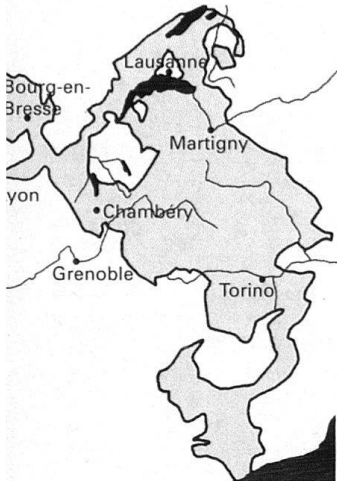 Lausanne
Bourg-en-
Bresse
Martigny
yon
Chambéry
Grenoble
Torino